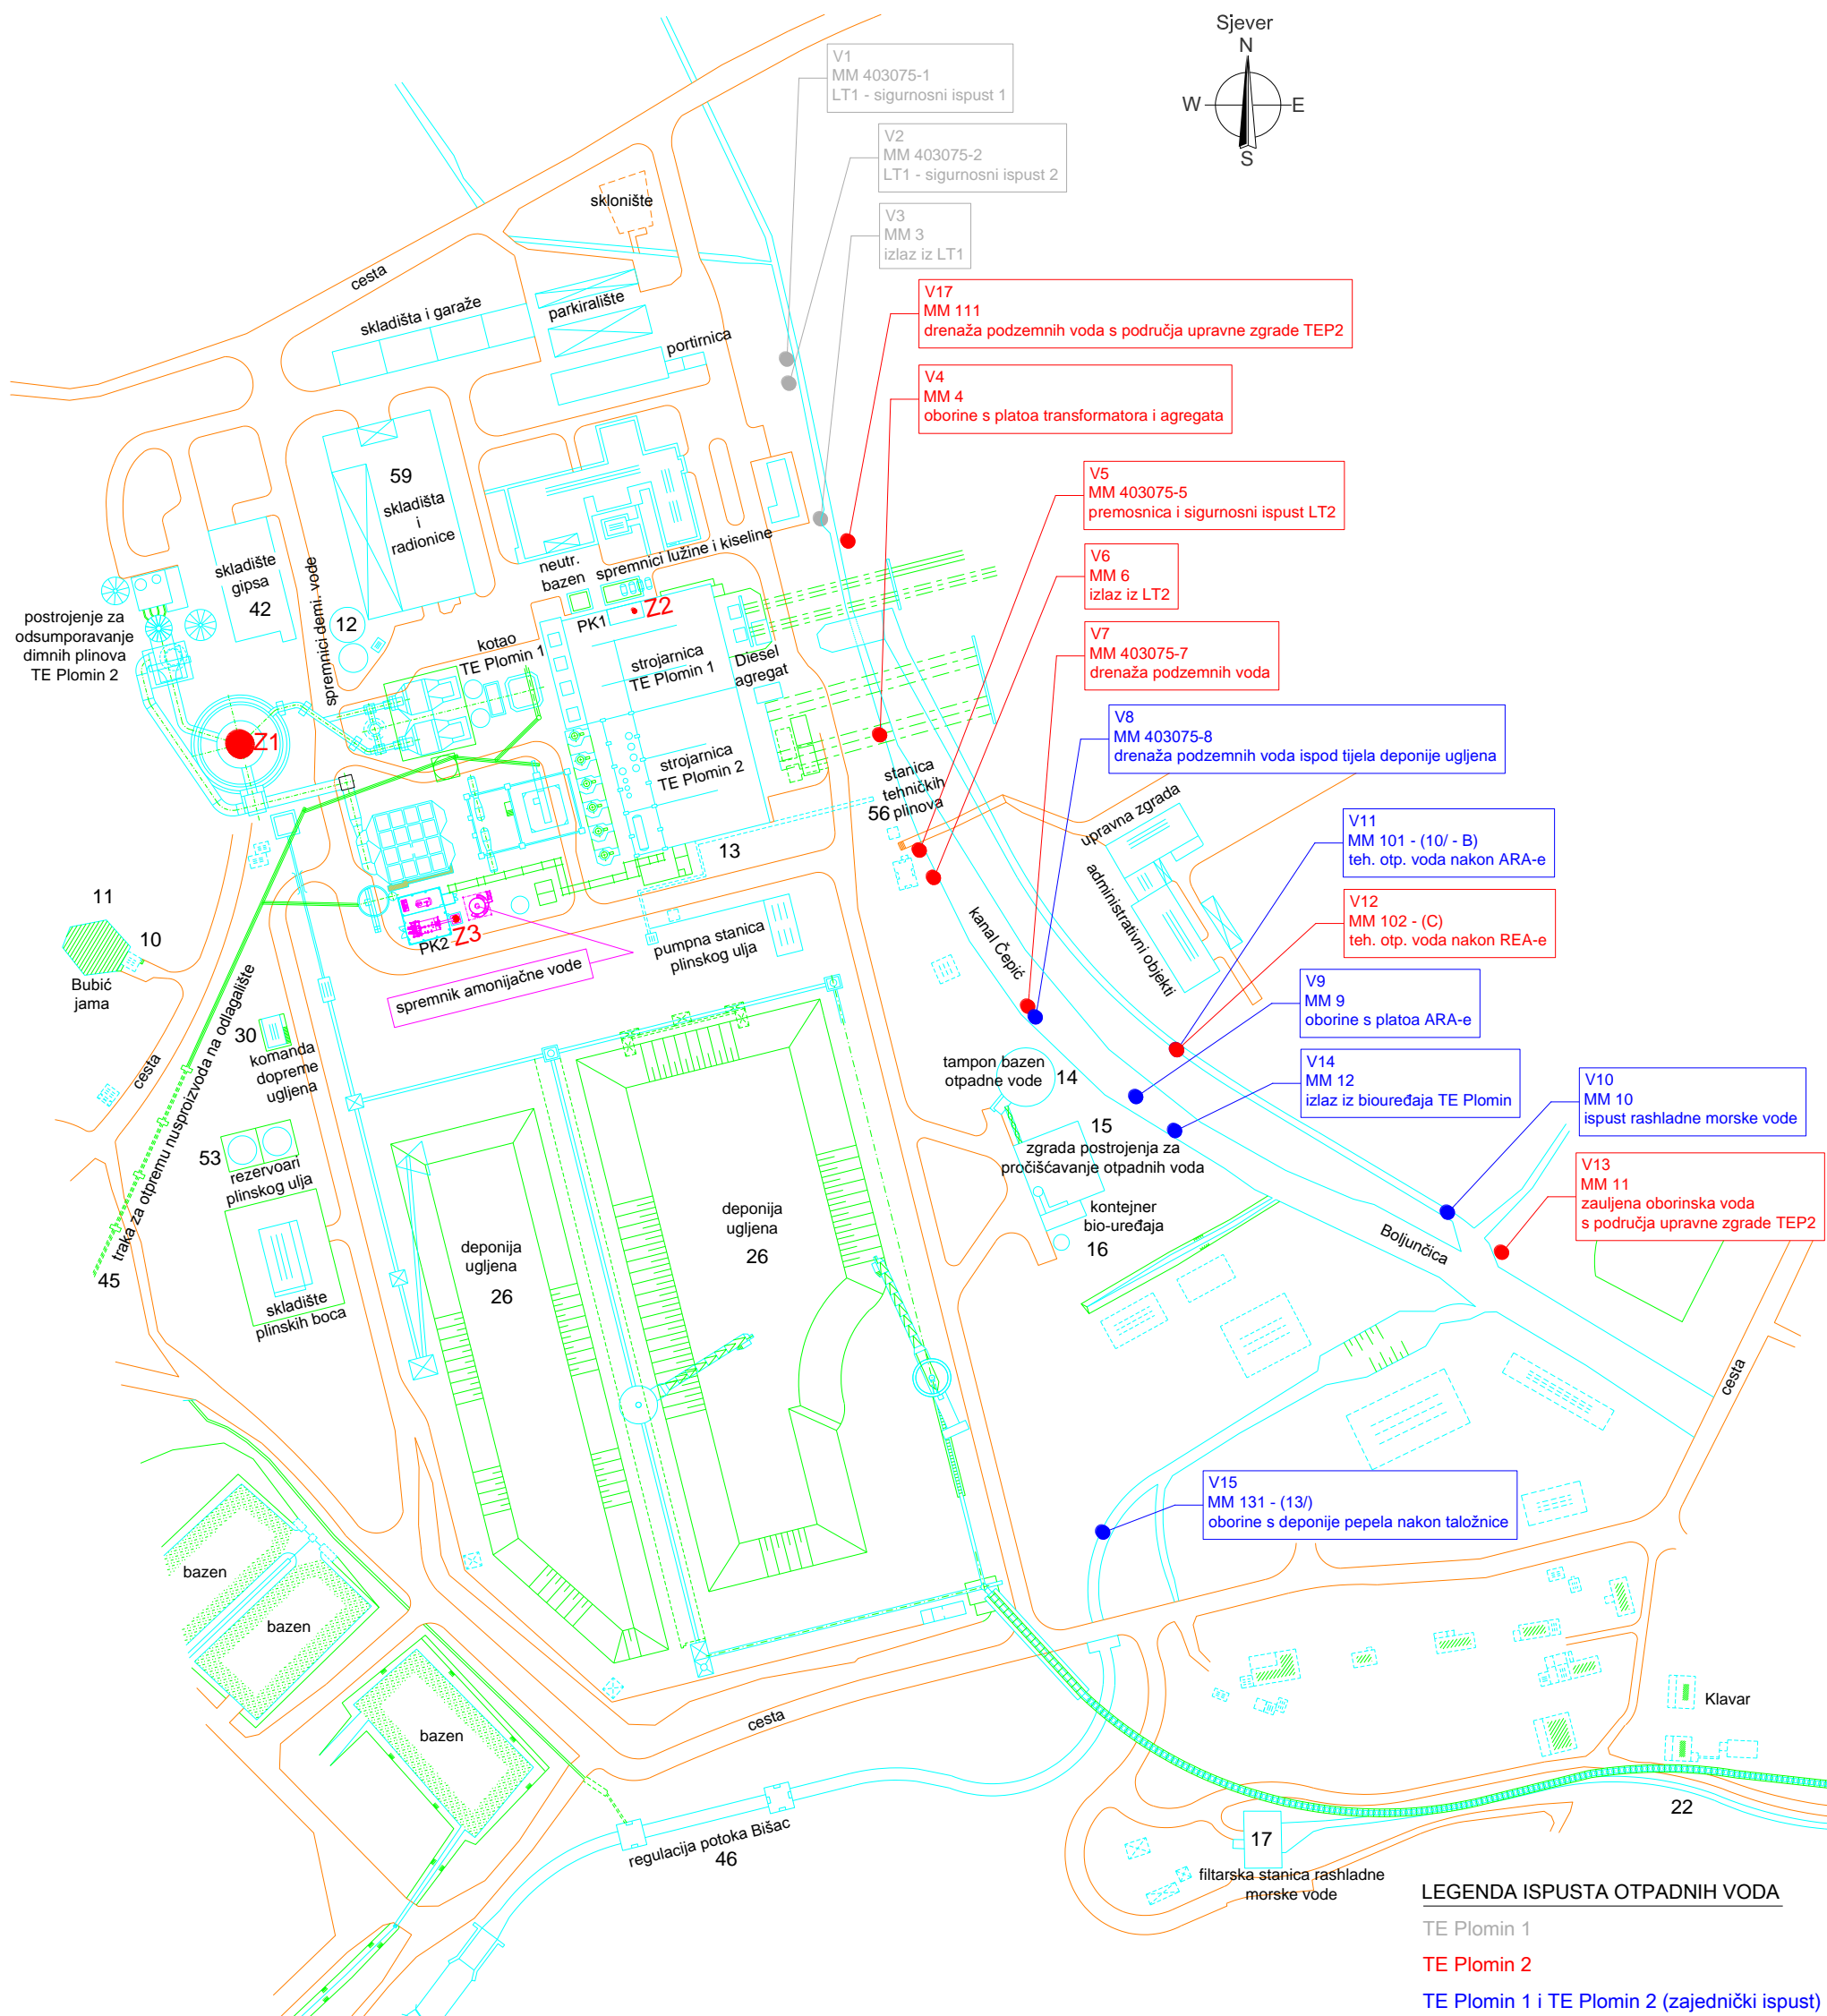 Sjever
N
W
E
S
V1
MM 403075-1
LT1 - sigurnosni ispust 1
V2
MM 403075-2
LT1 - sigurnosni ispust 2
V3
MM 3
izlaz iz LT1
V17
MM 111
drenaža podzemnih voda s područja upravne zgrade TEP2
V4
MM 4
oborine s platoa transformatora i agregata
V5
MM 403075-5
premosnica i sigurnosni ispust LT2
V6
MM 6
izlaz iz LT2
V7
MM 403075-7
drenaža podzemnih voda
V8
MM 403075-8
drenaža podzemnih voda ispod tijela deponije ugljena
V11
MM 101 - (10/ - B)
teh. otp. voda nakon ARA-e
V12
MM 102 - (C)
teh. otp. voda nakon REA-e
V9
MM 9
oborine s platoa ARA-e
V14
MM 12
izlaz iz biouređaja TE Plomin
V10
MM 10
ispust rashladne morske vode
V13
MM 11
zauljena oborinska voda
s područja upravne zgrade TEP2
V15
MM 131 - (13/)
oborine s deponije pepela nakon taložnice
sklonište
cesta
skladišta i garaže
parkiralište
portirnica
59
skladišta
i
radionice
skladište
gipsa
42
spremnici demi. vode
12
neutr.
bazen
spremnici lužine i kiseline
PK1
Z2
postrojenje za
odsumporavanje
dimnih plinova
TE Plomin 2
Z1
kotao
TE Plomin 1
strojarnica
TE Plomin 1
Diesel
agregat
strojarnica
TE Plomin 2
stanica
tehničkih
plinova
56
13
upravna zgrada
administrativni objekti
kanal Čepić
11
10
Bubić
jama
PK2
Z3
pumpna stanica
plinskog ulja
spremnik amonijačne vode
cesta
traka za otpremu nusproizvoda na odlagalište
45
30
komanda
dopreme
ugljena
53
rezervoari
plinskog ulja
skladište
plinskih boca
tampon bazen
otpadne vode
14
15
zgrada postrojenja za
pročišćavanje otpadnih voda
kontejner
bio-uređaja
16
deponija
ugljena
26
deponija
ugljena
26
Boljunčica
cesta
bazen
bazen
bazen
cesta
regulacija potoka Bišac
46
Klavar
22
17
filtarska stanica rashladne
morske vode
LEGENDA ISPUSTA OTPADNIH VODA
TE Plomin 1
TE Plomin 2
TE Plomin 1 i TE Plomin 2 (zajednički ispust)